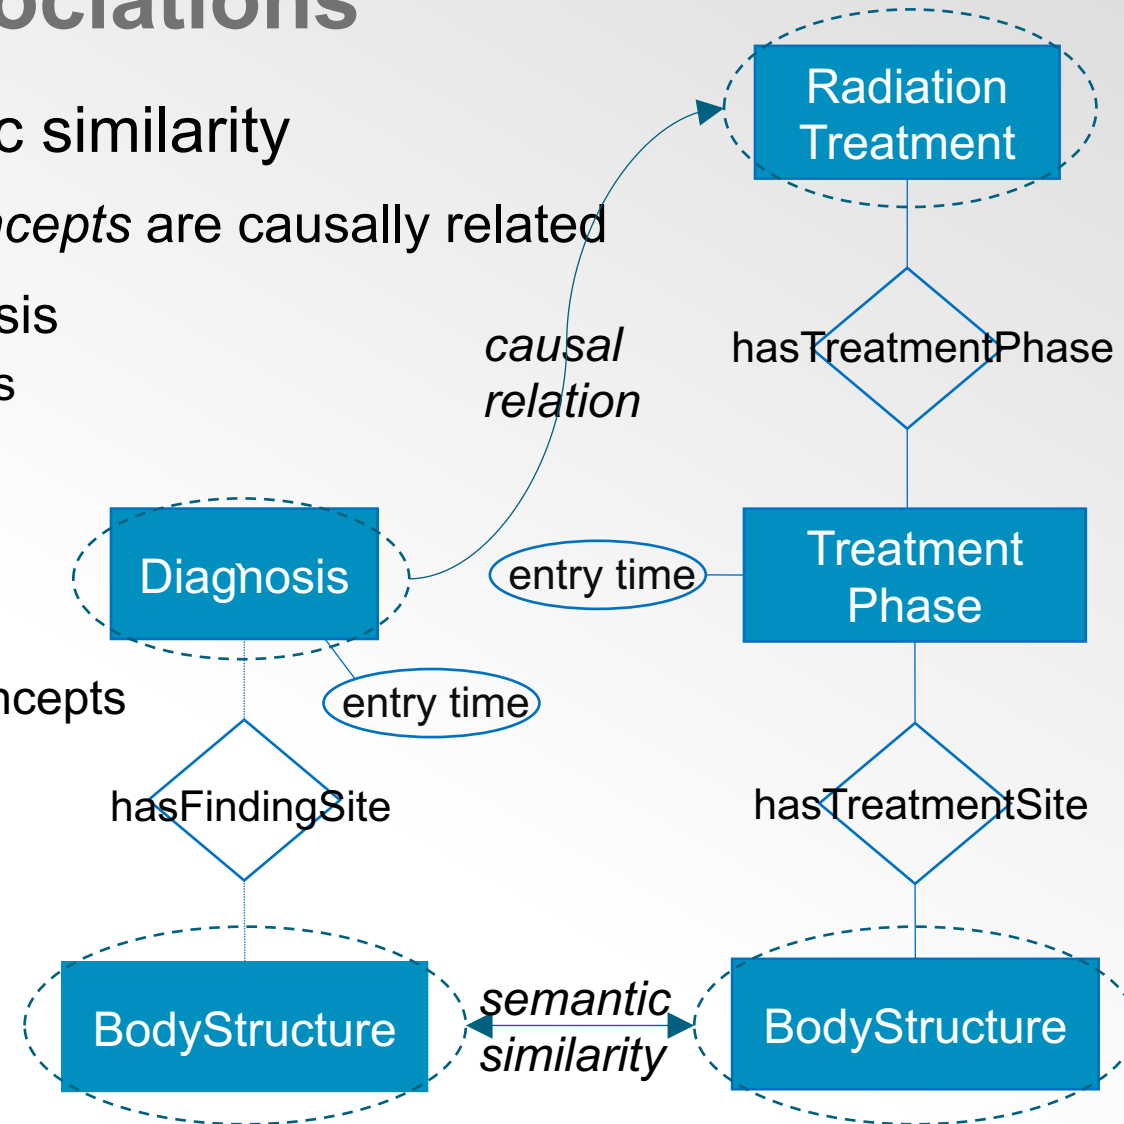 ociations
c similarity
ncepts are causally related
sis
s
ncepts
Radiation
Treatment
causal
relation
hasTreatmentPhase
Diagnosis
entry time
Treatment
Phase
entry time
hasFindingSite
hasTreatmentSite
BodyStructure
semantic
similarity
BodyStructure